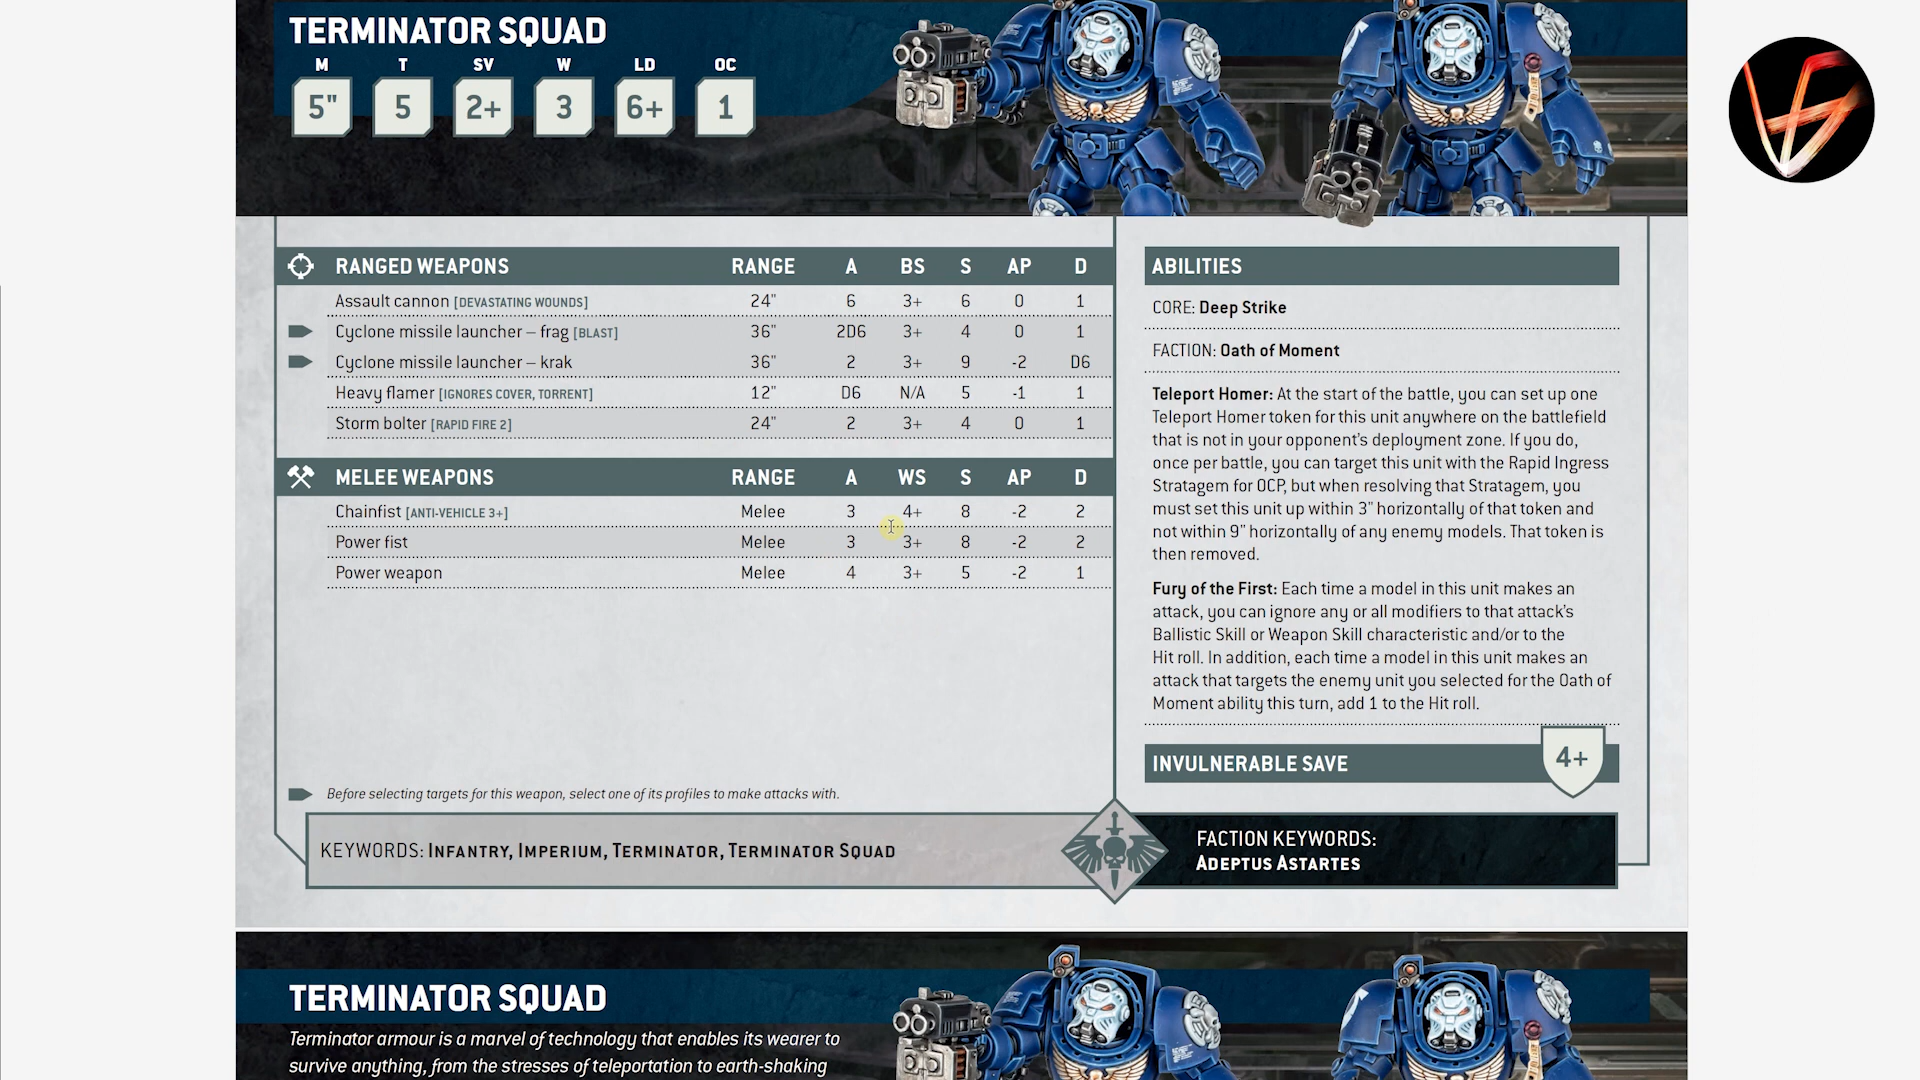 TERMINATOR SQUAD
M T SV W LD OC
5" 5 2+ 3 6+ 1
RANGED WEAPONS RANGE A BS S AP D
Assault cannon [DEVASTATING WOUNDS] 24" 6 3+ 6 0 1
Cyclone missile launcher – frag [BLAST] 36" 2D6 3+ 4 0 1
Cyclone missile launcher – krak 36" 2 3+ 9 -2 D6
Heavy flamer [IGNORES COVER, TORRENT] 12" D6 N/A 5 -1 1
Storm bolter [RAPID FIRE 2] 24" 2 3+ 4 0 1
MELEE WEAPONS RANGE A WS S AP D
Chainfist [ANTI-VEHICLE 3+] Melee 3 4+ 8 -2 2
Power fist Melee 3 3+ 8 -2 2
Power weapon Melee 4 3+ 5 -2 1
Before selecting targets for this weapon, select one of its profiles to make attacks with.
ABILITIES
CORE: Deep Strike
FACTION: Oath of Moment
Teleport Homer: At the start of the battle, you can set up one
Teleport Homer token for this unit anywhere on the battlefield
that is not in your opponent's deployment zone. If you do,
once per battle, you can target this unit with the Rapid Ingress
Stratagem for 0CP, but when resolving that Stratagem, you
must set this unit up within 3" horizontally of that token and
not within 9" horizontally of any enemy models. That token is
then removed.
Fury of the First: Each time a model in this unit makes an
attack, you can ignore any or all modifiers to that attack's
Ballistic Skill or Weapon Skill characteristic and/or to the
Hit roll. In addition, each time a model in this unit makes an
attack that targets the enemy unit you selected for the Oath of
Moment ability this turn, add 1 to the Hit roll.
INVULNERABLE SAVE 4+
KEYWORDS: INFANTRY, IMPERIUM, TERMINATOR, TERMINATOR SQUAD
FACTION KEYWORDS:
ADEPTUS ASTARTES
TERMINATOR SQUAD
Terminator armour is a marvel of technology that enables its wearer to
survive anything, from the stresses of teleportation to earth-shaking